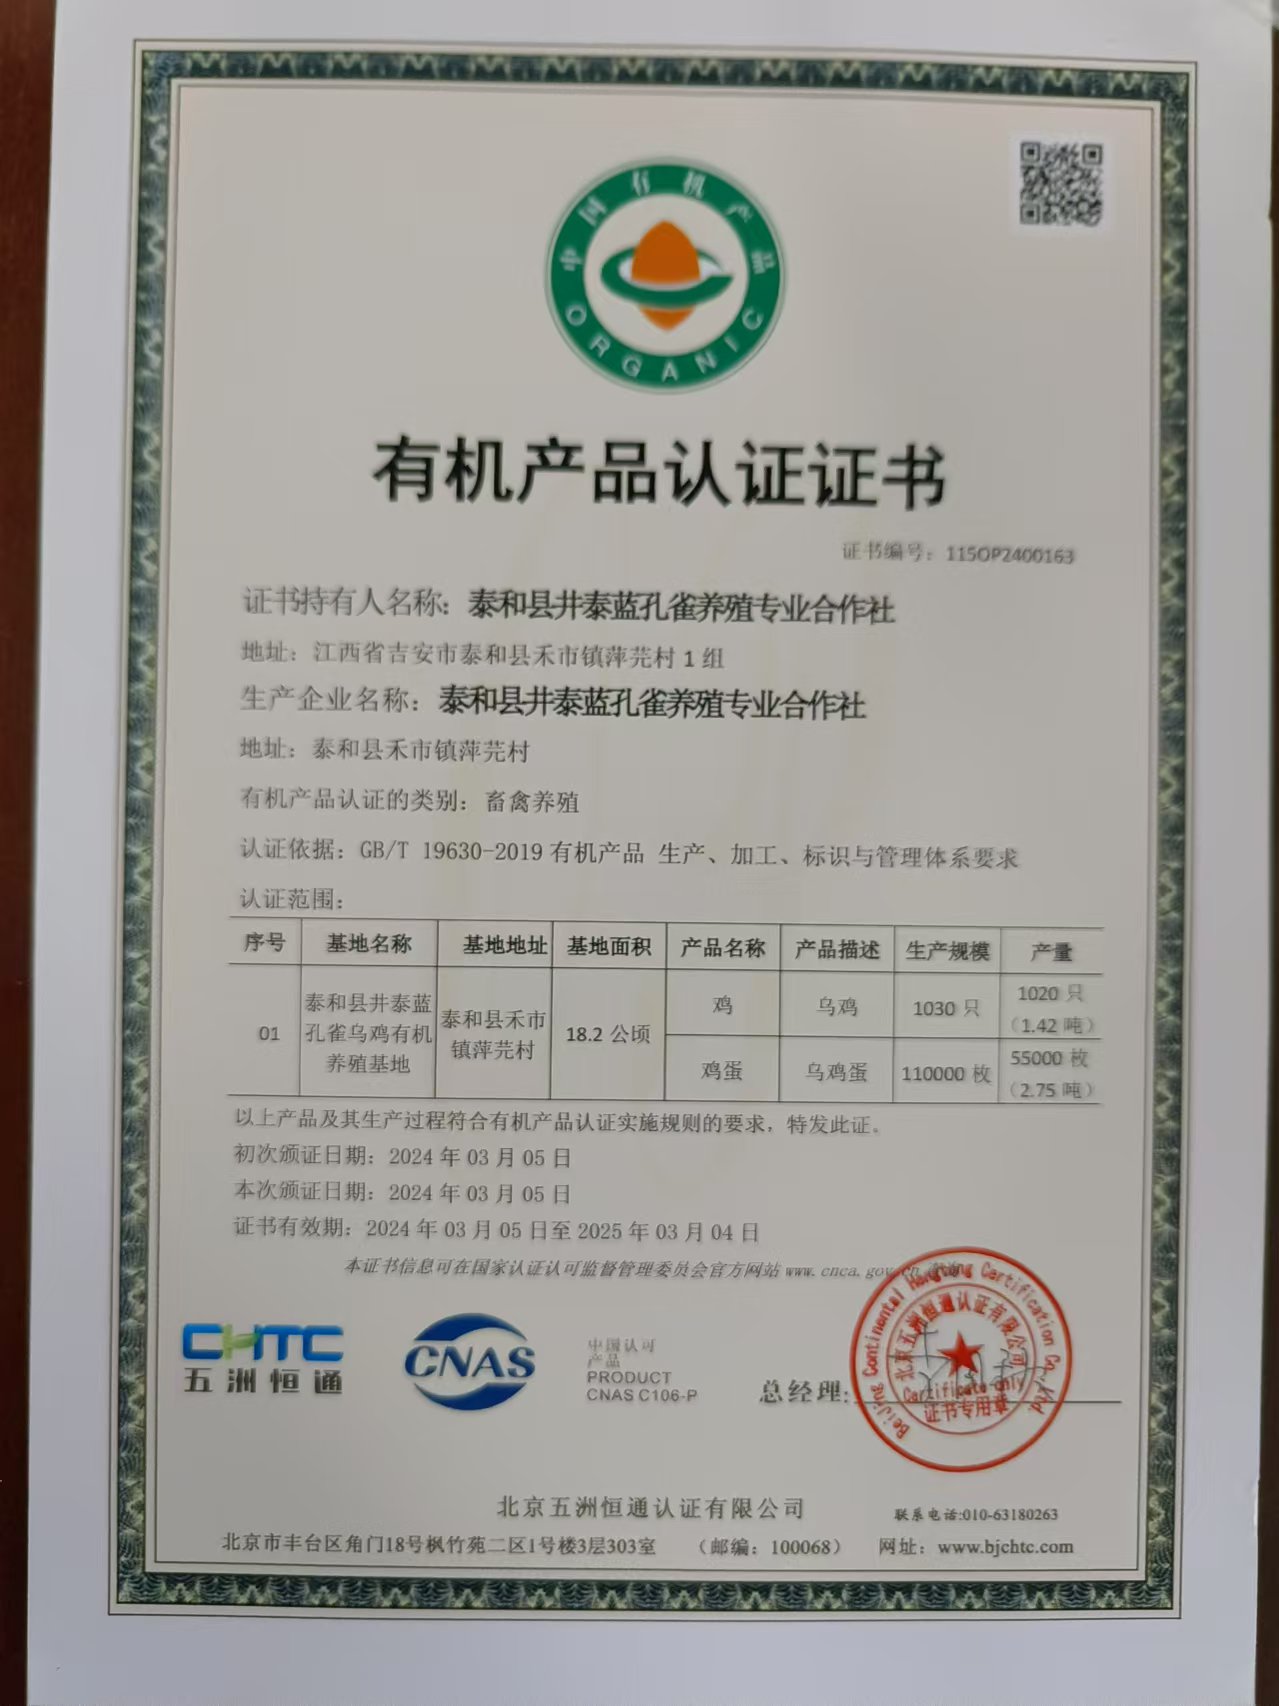 中国有机产品
ORGANIC
有机产品认证证书
证书编号：115OP2400163
证书持有人名称：泰和县井泰蓝孔雀养殖专业合作社
地址：江西省吉安市泰和县禾市镇萍芫村1组
生产企业名称：泰和县井泰蓝孔雀养殖专业合作社
地址：泰和县禾市镇萍芫村
有机产品认证的类别：畜禽养殖
认证依据：GB/T 19630-2019 有机产品 生产、加工、标识与管理体系要求
认证范围：
序号 基地名称 基地地址 基地面积 产品名称 产品描述 生产规模 产量
01 泰和县井泰蓝孔雀乌鸡有机养殖基地 泰和县禾市镇萍芫村 18.2 公顷 鸡 乌鸡 1030 只 1020 只（1.42 吨）
鸡蛋 乌鸡蛋 110000 枚 55000 枚（2.75 吨）
以上产品及其生产过程符合有机产品认证实施规则的要求，特发此证。
初次颁证日期：2024 年 03 月 05 日
本次颁证日期：2024 年 03 月 05 日
证书有效期：2024 年 03 月 05 日至 2025 年 03 月 04 日
本证书信息可在国家认证认可监督管理委员会官方网站 www.cnca.gov.cn
CHTC
五洲恒通
CNAS
中国认可
产品
PRODUCT
CNAS C106-P
总经理：
Beijing Continental Hengtong Certification Co.,Ltd.
北京五洲恒通认证有限公司
Certificate only
证书专用章
北京五洲恒通认证有限公司
联系电话:010-63180263
北京市丰台区角门18号枫竹苑二区1号楼3层303室 （邮编：100068） 网址：www.bjchtc.com